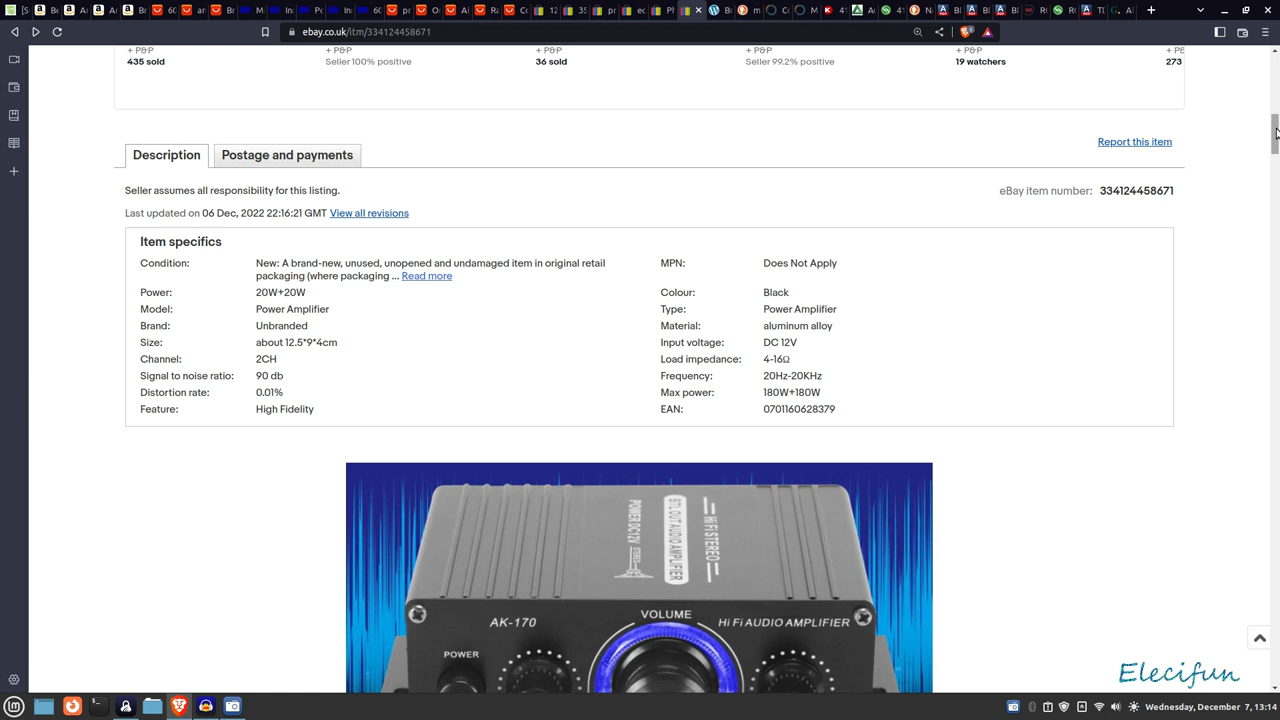 ebay.co.uk/itm/334124458671
+ P&P
+ P&P
+ P&P
+ P&P
+ P&P
435 sold
Seller 100% positive
36 sold
Seller 99.2% positive
19 watchers
273
Report this item
Description
Postage and payments
Seller assumes all responsibility for this listing.
eBay item number: 334124458671
Last updated on 06 Dec, 2022 22:16:21 GMT View all revisions
Item specifics
Condition: New: A brand-new, unused, unopened and undamaged item in original retail
packaging (where packaging ... Read more
MPN: Does Not Apply
Power: 20W+20W
Colour: Black
Model: Power Amplifier
Type: Power Amplifier
Brand: Unbranded
Material: aluminum alloy
Size: about 12.5*9*4cm
Input voltage: DC 12V
Channel: 2CH
Load impedance: 4-16Ω
Signal to noise ratio: 90 db
Frequency: 20Hz-20KHz
Distortion rate: 0.01%
Max power: 180W+180W
Feature: High Fidelity
EAN: 0701160628379
POWER DC12V
STEREO
BTL OUT AUDIO AMPLIFIER
Hi Fi STEREO
AK-170
VOLUME
Hi Fi AUDIO AMPLIFIER
POWER
Elecifun
Wednesday, December 7, 13:14